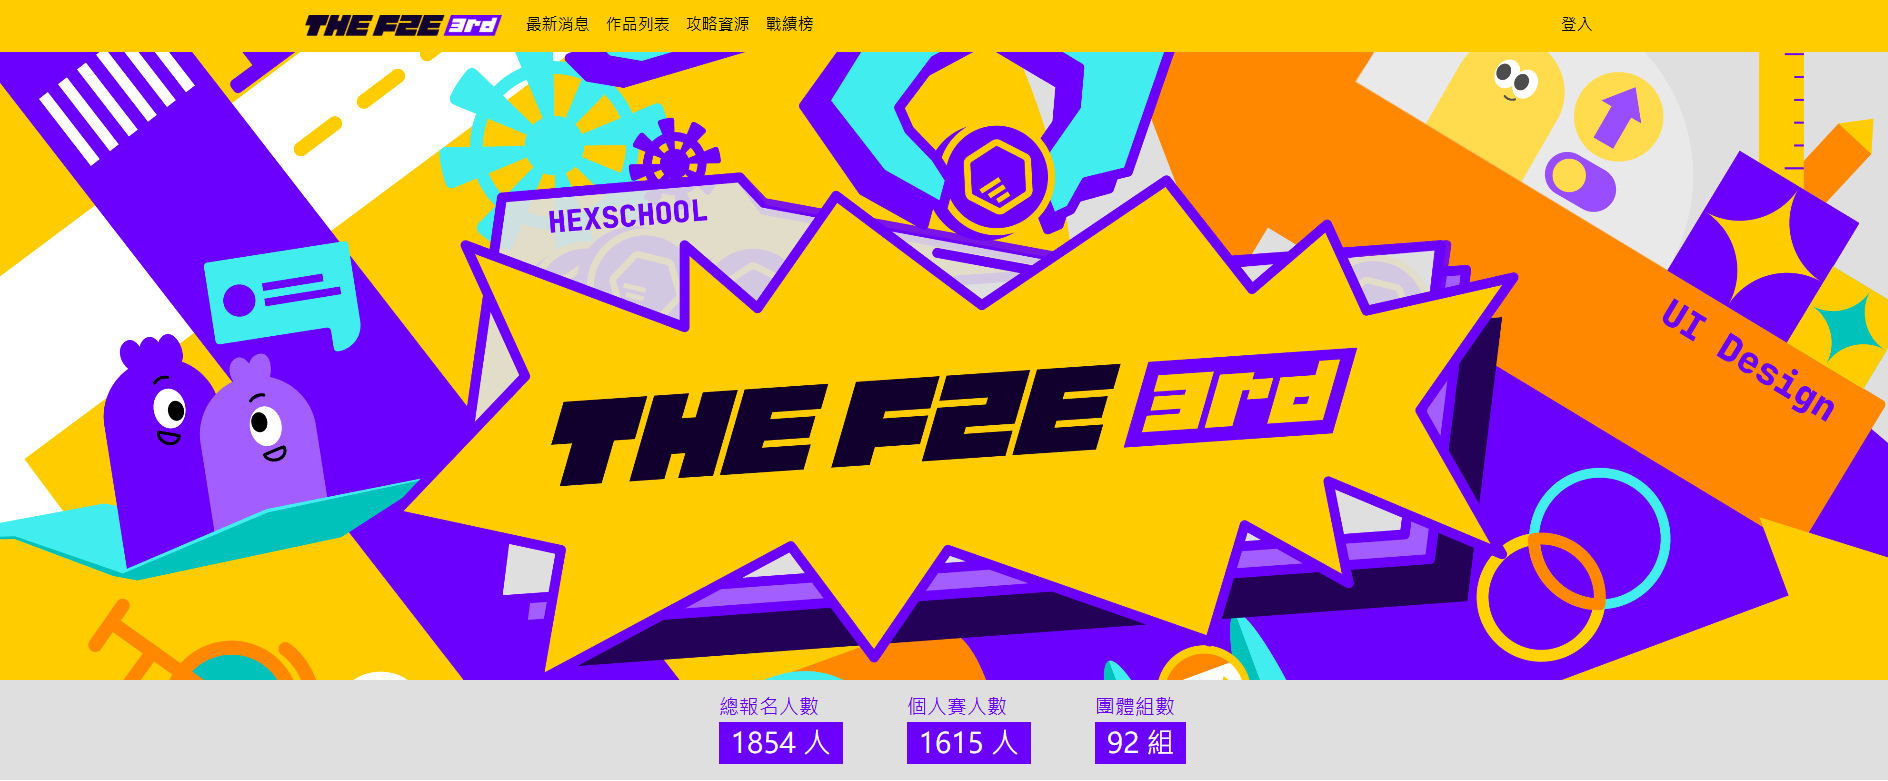 THE F2E 3rd 最新消息 作品列表 攻略資源 戰績榜 登入
HEXSCHOOL
UI Design
THE F2E 3rd
總報名人數 個人賽人數 團體組數
1854 人 1615 人 92 組